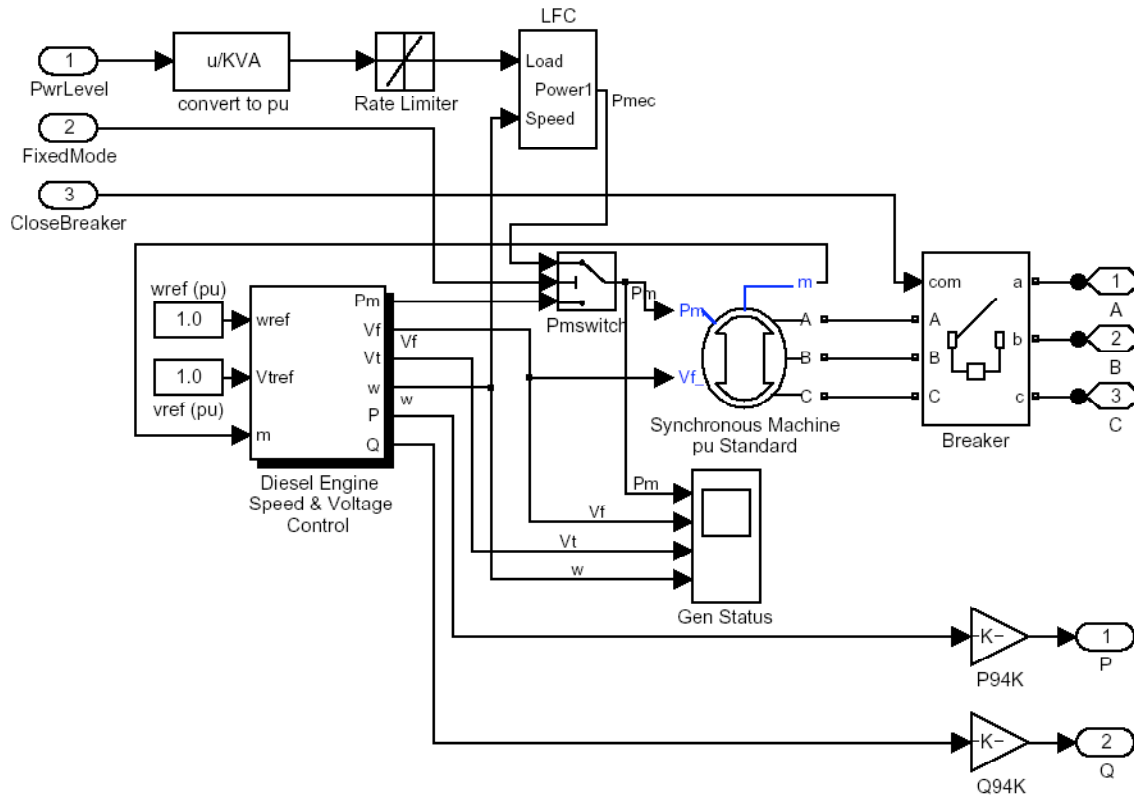 LFC
1
PwrLevel
u/KVA
convert to pu
Rate Limiter
Load
Power1
Speed
Pmec
2
FixedMode
3
CloseBreaker
wref (pu)
1.0
1.0
vref (pu)
wref
Vtref
m
Pm
Vf
Vt
w
P
Q
Vf
w
Diesel Engine
Speed & Voltage
Control
Pmswitch
Pm
Pm
Vf_
m
A
B
C
Synchronous Machine
pu Standard
com
A
B
C
a
b
c
Breaker
1
A
2
B
3
C
Pm
Vf
Vt
w
Gen Status
-K-
P94K
1
P
-K-
Q94K
2
Q